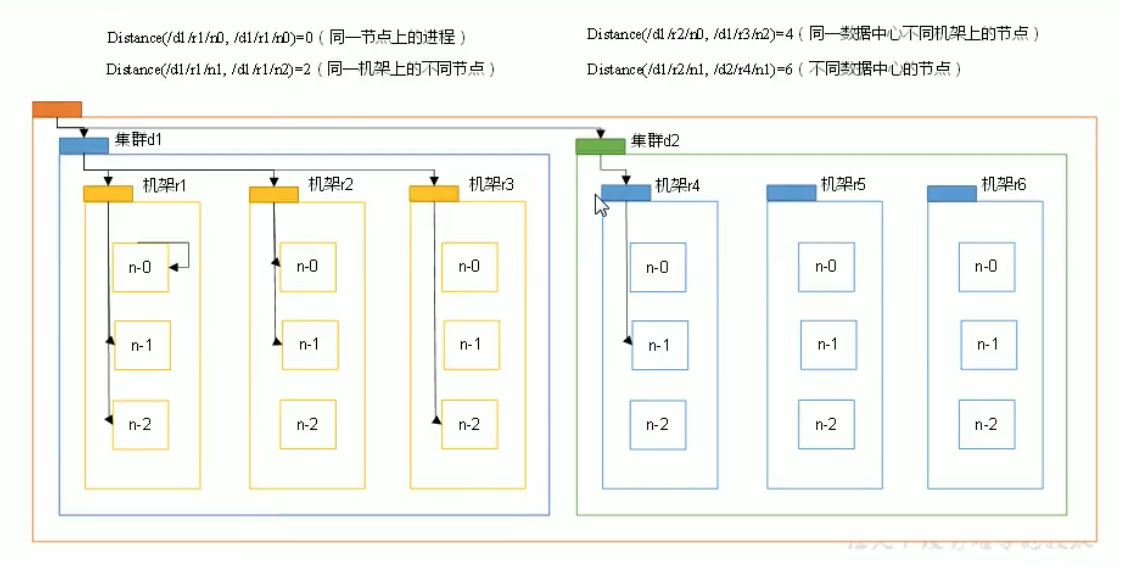 Distance(/d1/r1/n0, /d1/r1/n0)=0（同一节点上的进程）
Distance(/d1/r1/n1, /d1/r1/n2)=2（同一机架上的不同节点）
Distance(/d1/r2/n0, /d1/r3/n2)=4（同一数据中心不同机架上的节点）
Distance(/d1/r2/n1, /d2/r4/n1)=6（不同数据中心的节点）
集群d1
集群d2
机架r1
机架r2
机架r3
机架r4
机架r5
机架r6
n-0
n-0
n-0
n-0
n-0
n-0
n-1
n-1
n-1
n-1
n-1
n-1
n-2
n-2
n-2
n-2
n-2
n-2